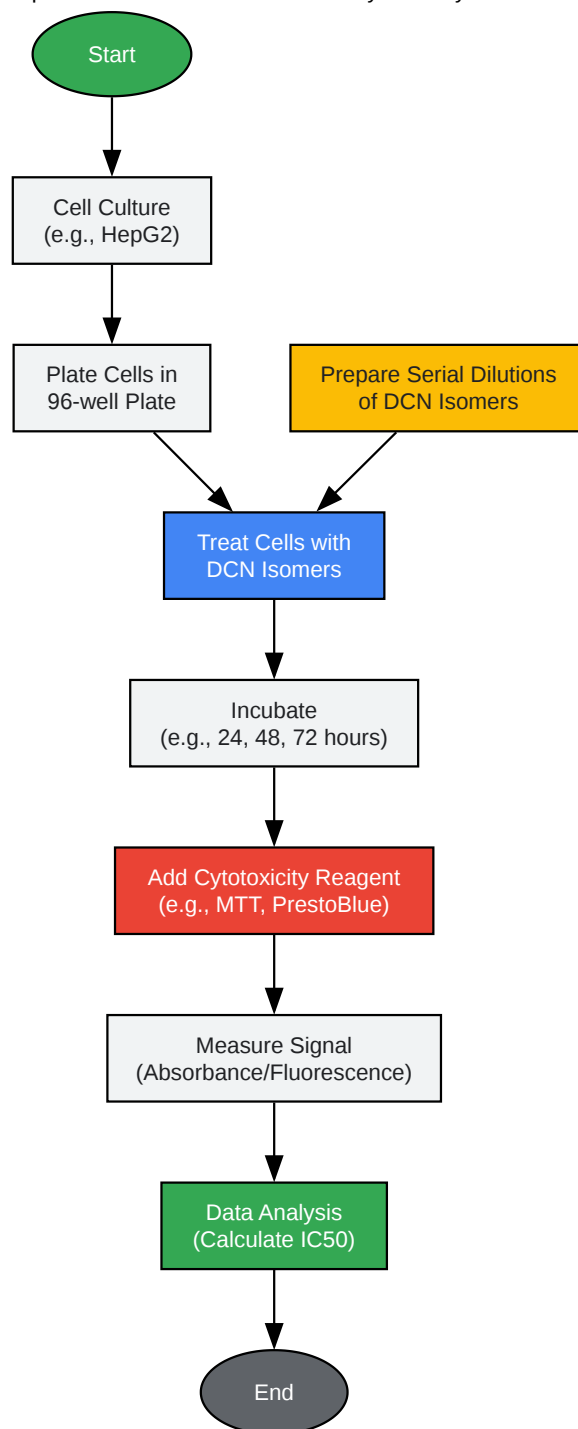 Start
Cell Culture
(e.g., HepG2)
Plate Cells in
96-well Plate
Prepare Serial Dilutions
of DCN Isomers
Treat Cells with
DCN Isomers
Incubate
(e.g., 24, 48, 72 hours)
Add Cytotoxicity Reagent
(e.g., MTT, PrestoBlue)
Measure Signal
(Absorbance/Fluorescence)
Data Analysis
(Calculate IC50)
End